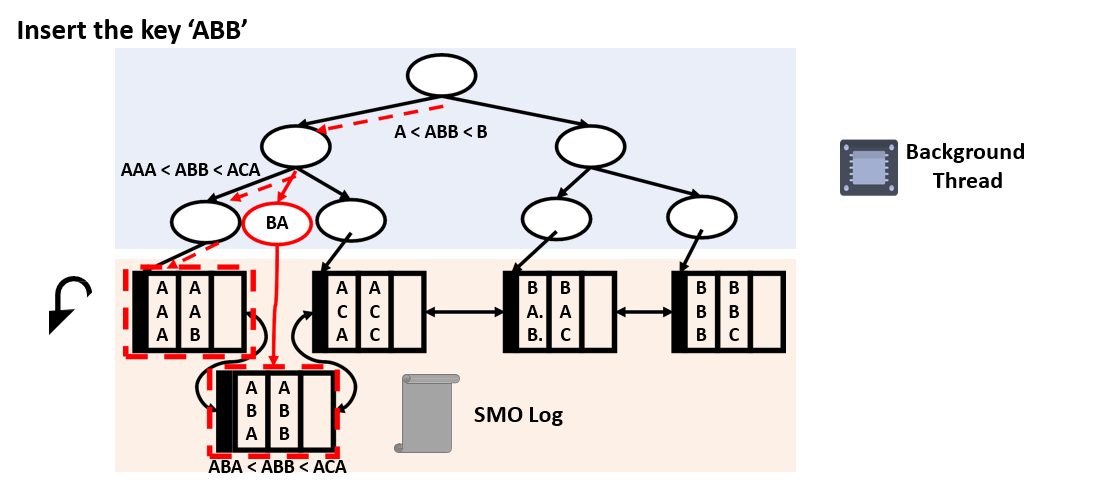 Insert the key ‘ABB’
A < ABB < B
AAA < ABB < ACA
BA
Background
Thread
A A
A A
A B
A A
C C
A C
B B
A. A
B. C
B B
B B
B C
A A
B B
A B
SMO Log
ABA < ABB < ACA